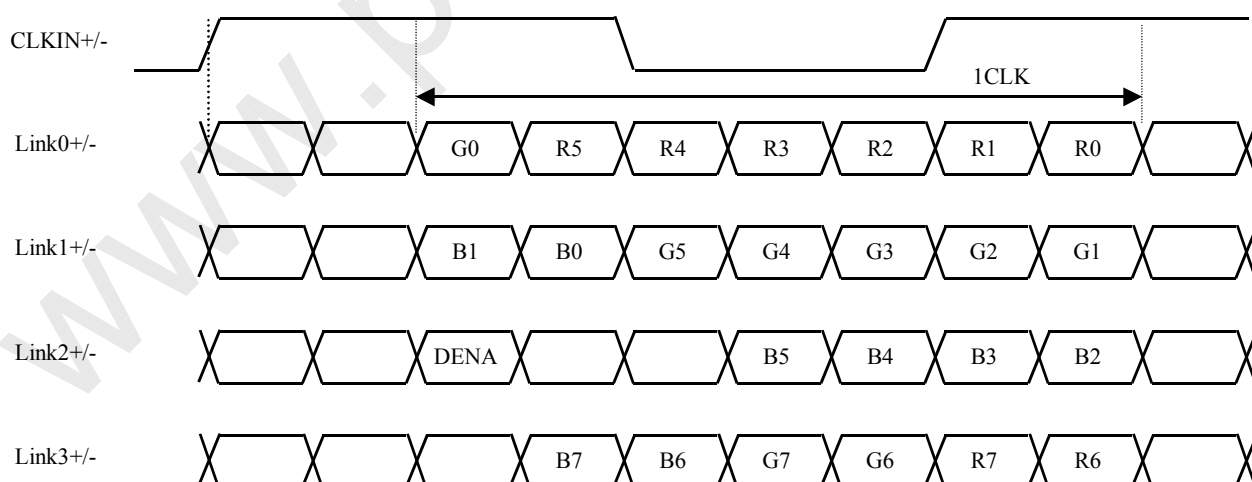 CLKIN+/-
1CLK
Link0+/- G0 R5 R4 R3 R2 R1 R0
Link1+/- B1 B0 G5 G4 G3 G2 G1
Link2+/- DENA B5 B4 B3 B2
Link3+/- B7 B6 G7 G6 R7 R6
www.p